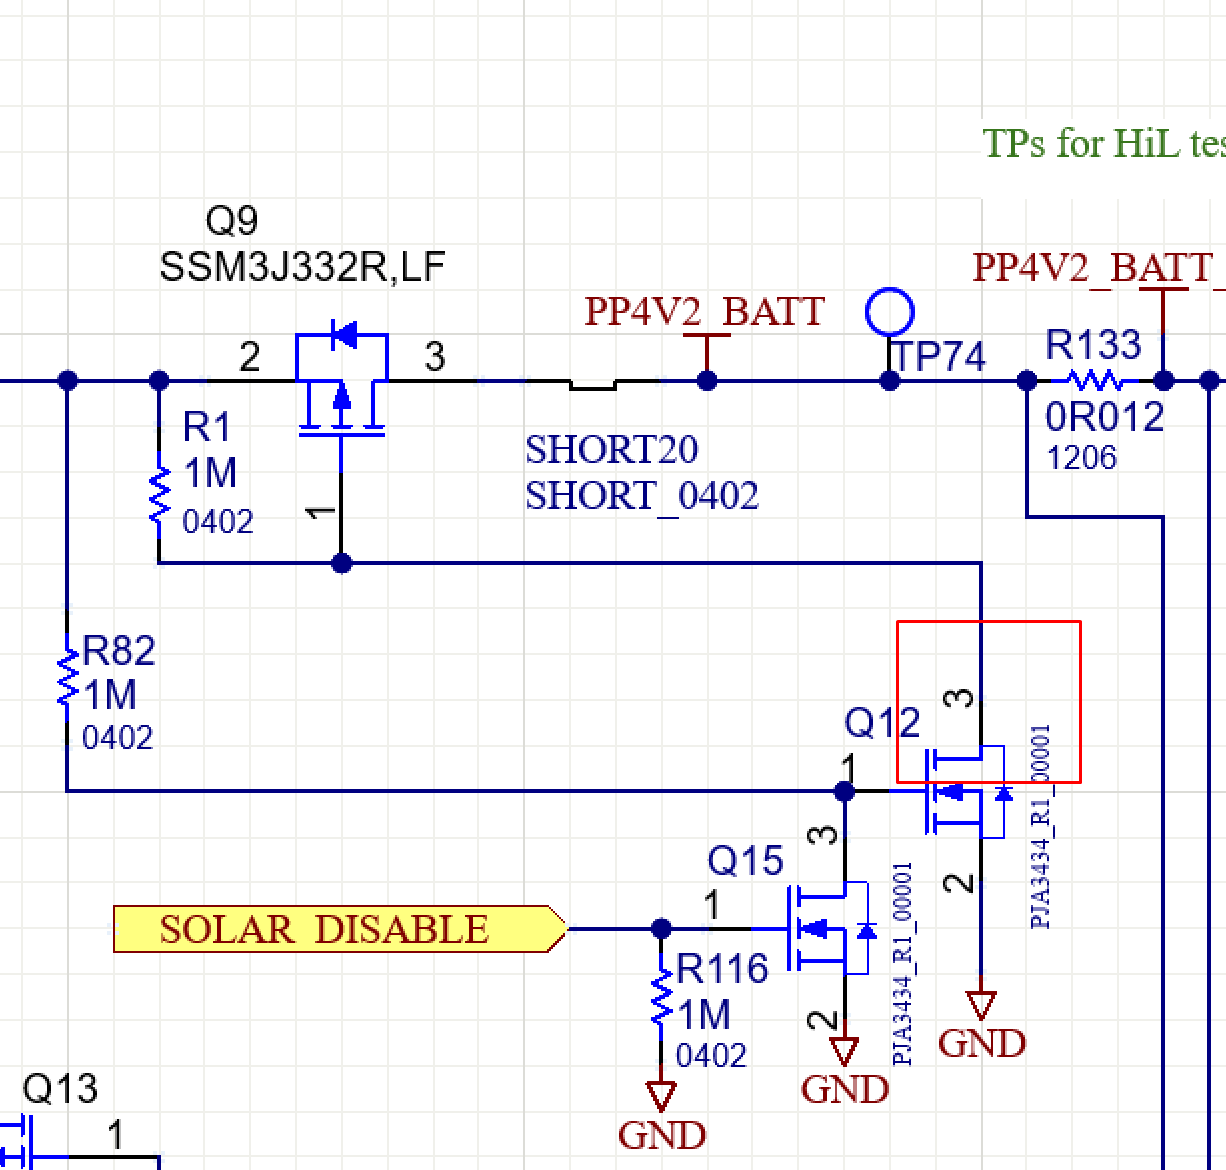 TPs for HiL tes
Q9
SSM3J332R,LF
PP4V2_BATT_
PP4V2_BATT
2
3
TP74
R133
0R012
1206
R1
1M
0402
SHORT20
SHORT_0402
1
R82
1M
0402
3
Q12
1
PJA3434_R1_00001
3
Q15
1
2
PJA3434_R1_00001
SOLAR_DISABLE
R116
1M
0402
2
GND
GND
GND
Q13
1